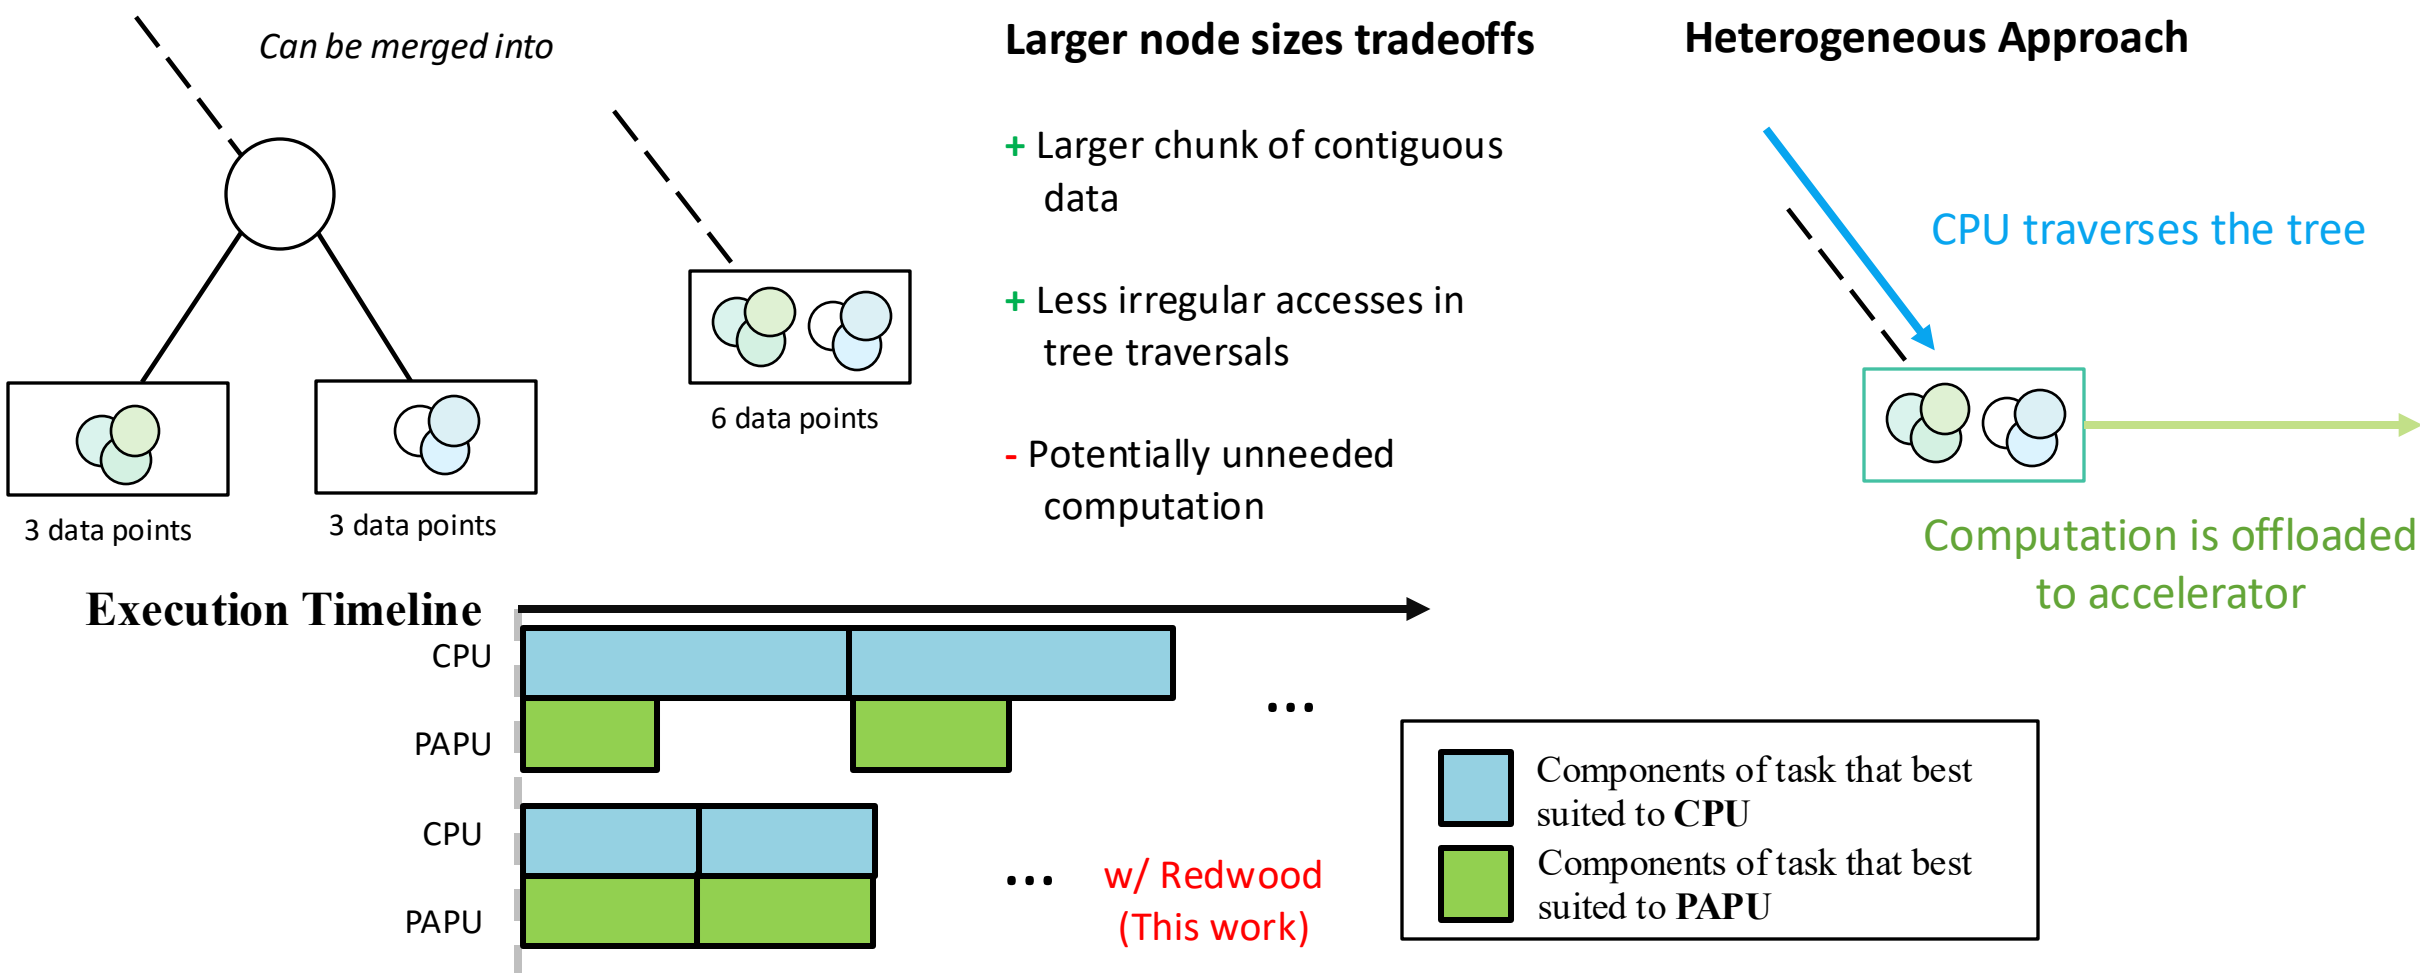 Can be merged into
3 data points
3 data points
6 data points
Larger node sizes tradeoffs
+ Larger chunk of contiguous
data
+ Less irregular accesses in
tree traversals
- Potentially unneeded
computation
Heterogeneous Approach
CPU traverses the tree
Computation is offloaded
to accelerator
Execution Timeline
CPU
PAPU
...
CPU
PAPU
...
w/ Redwood
(This work)
Components of task that best
suited to CPU
Components of task that best
suited to PAPU